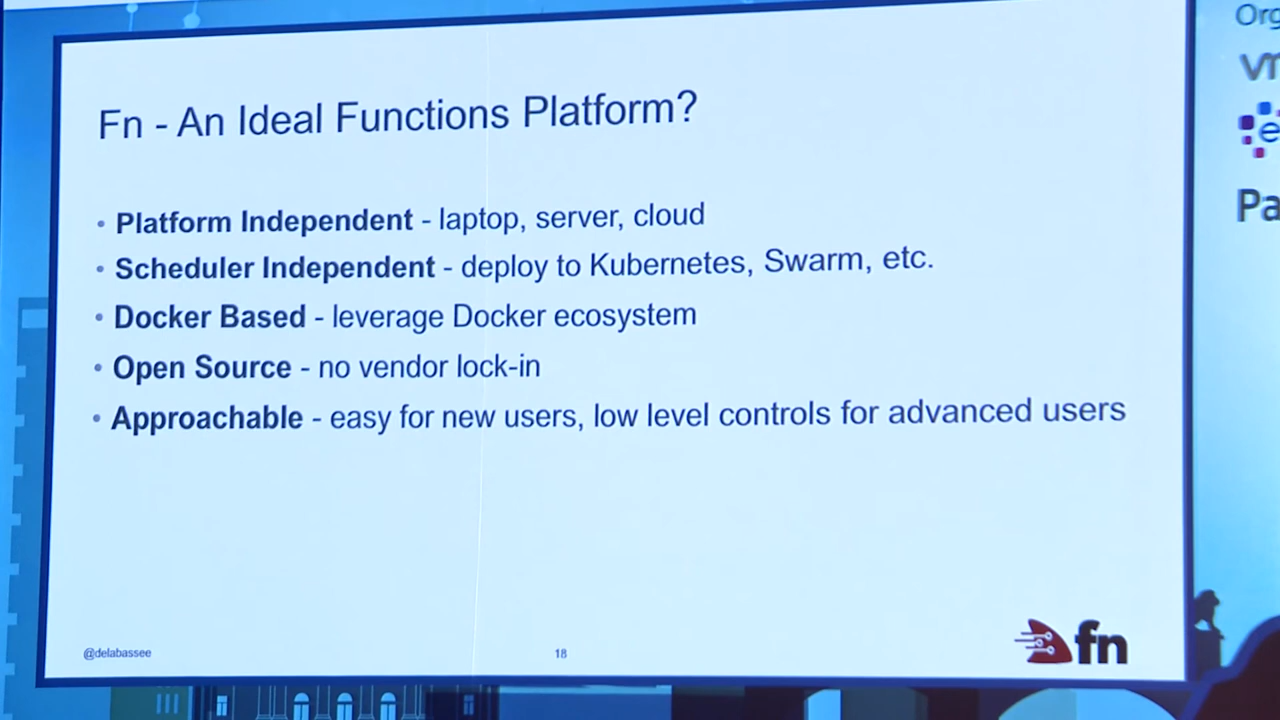 Fn - An Ideal Functions Platform?
• Platform Independent - laptop, server, cloud
• Scheduler Independent - deploy to Kubernetes, Swarm, etc.
• Docker Based - leverage Docker ecosystem
• Open Source - no vendor lock-in
• Approachable - easy for new users, low level controls for advanced users
@delabassee
18
fn
Org
e
Pa